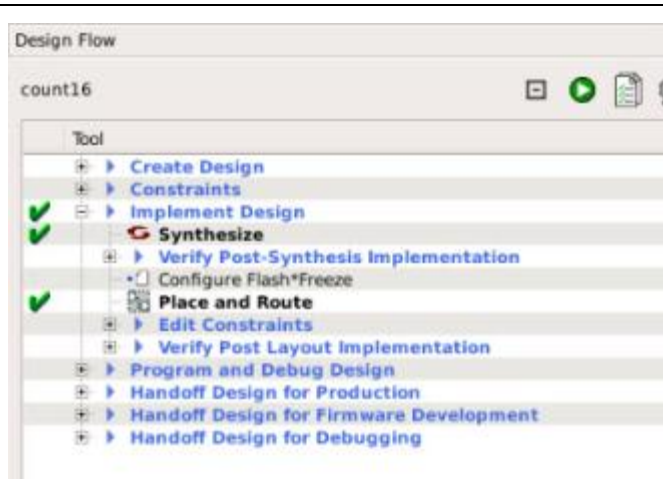 Design Flow
count16
Tool
Create Design
Constraints
Implement Design
Synthesize
Verify Post-Synthesis Implementation
Configure Flash*Freeze
Place and Route
Edit Constraints
Verify Post Layout Implementation
Program and Debug Design
Handoff Design for Production
Handoff Design for Firmware Development
Handoff Design for Debugging